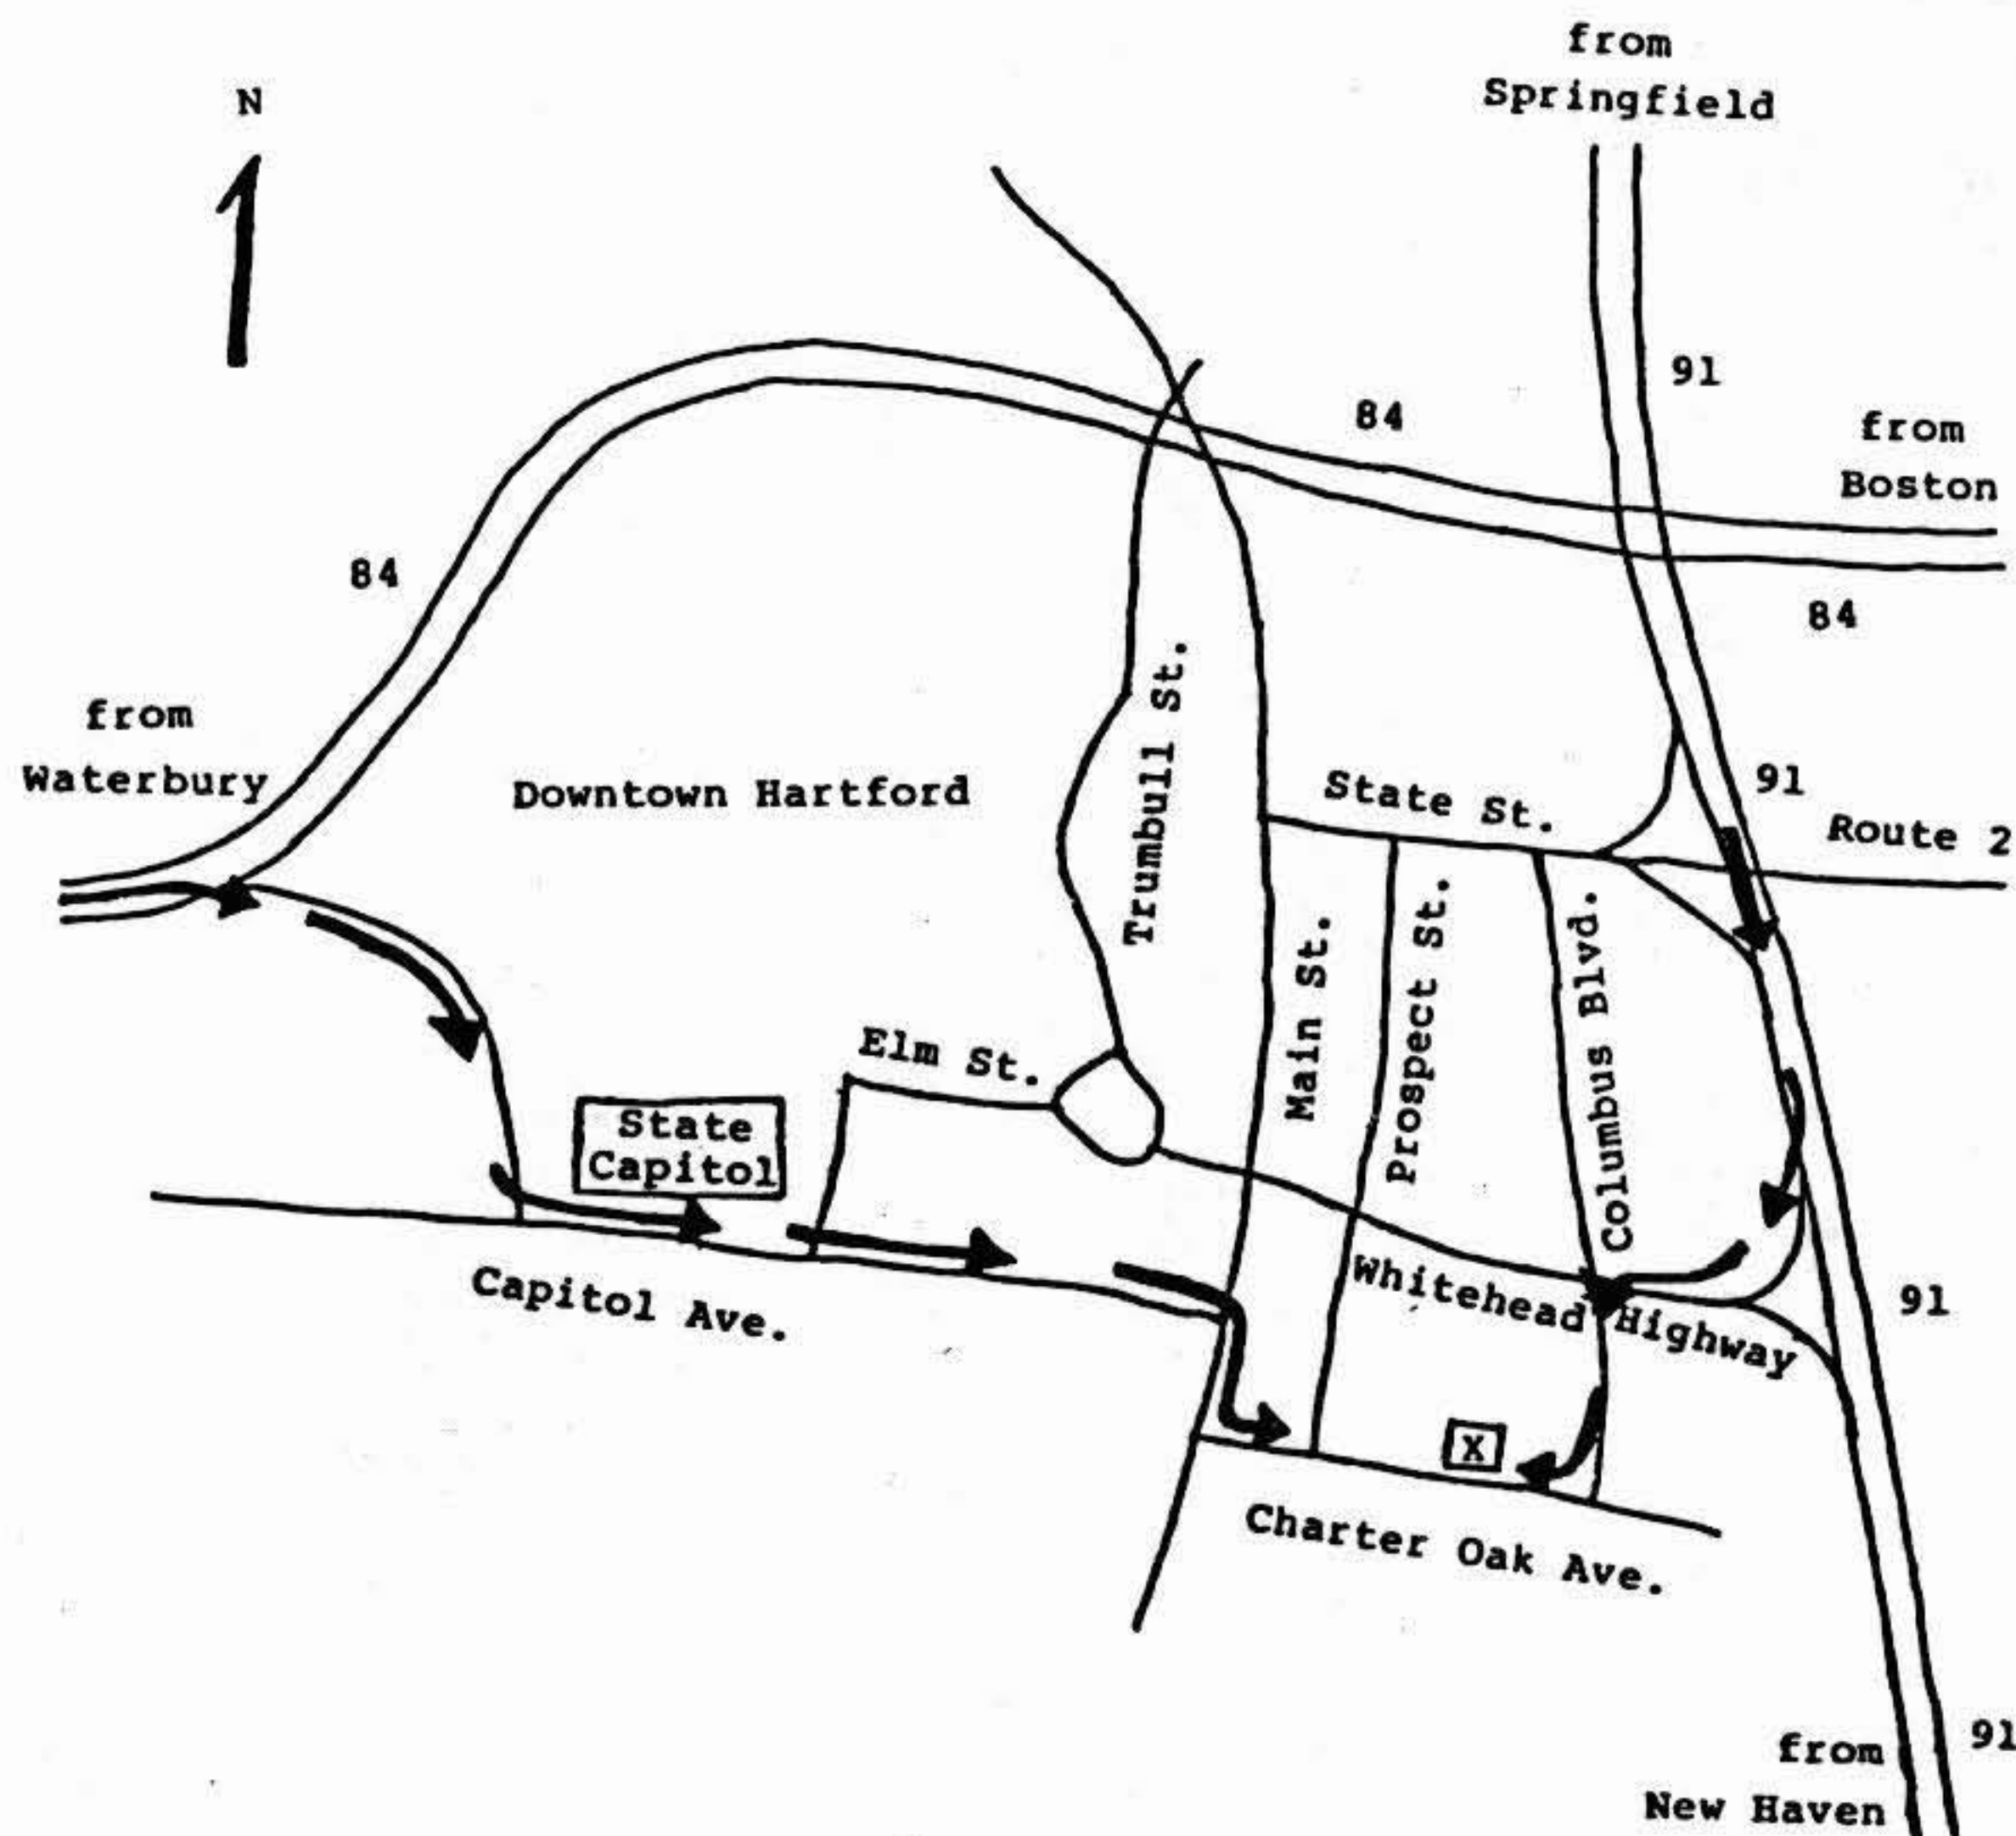 from
Springfield
N
91
84
from
Boston
84
84
from
Waterbury
Downtown Hartford
Trumbull St.
State St.
91
Route 2
Main St.
Prospect St.
Columbus Blvd.
Elm St.
State
Capitol
Capitol Ave.
Whitehead Highway
91
X
Charter Oak Ave.
from
New Haven
91